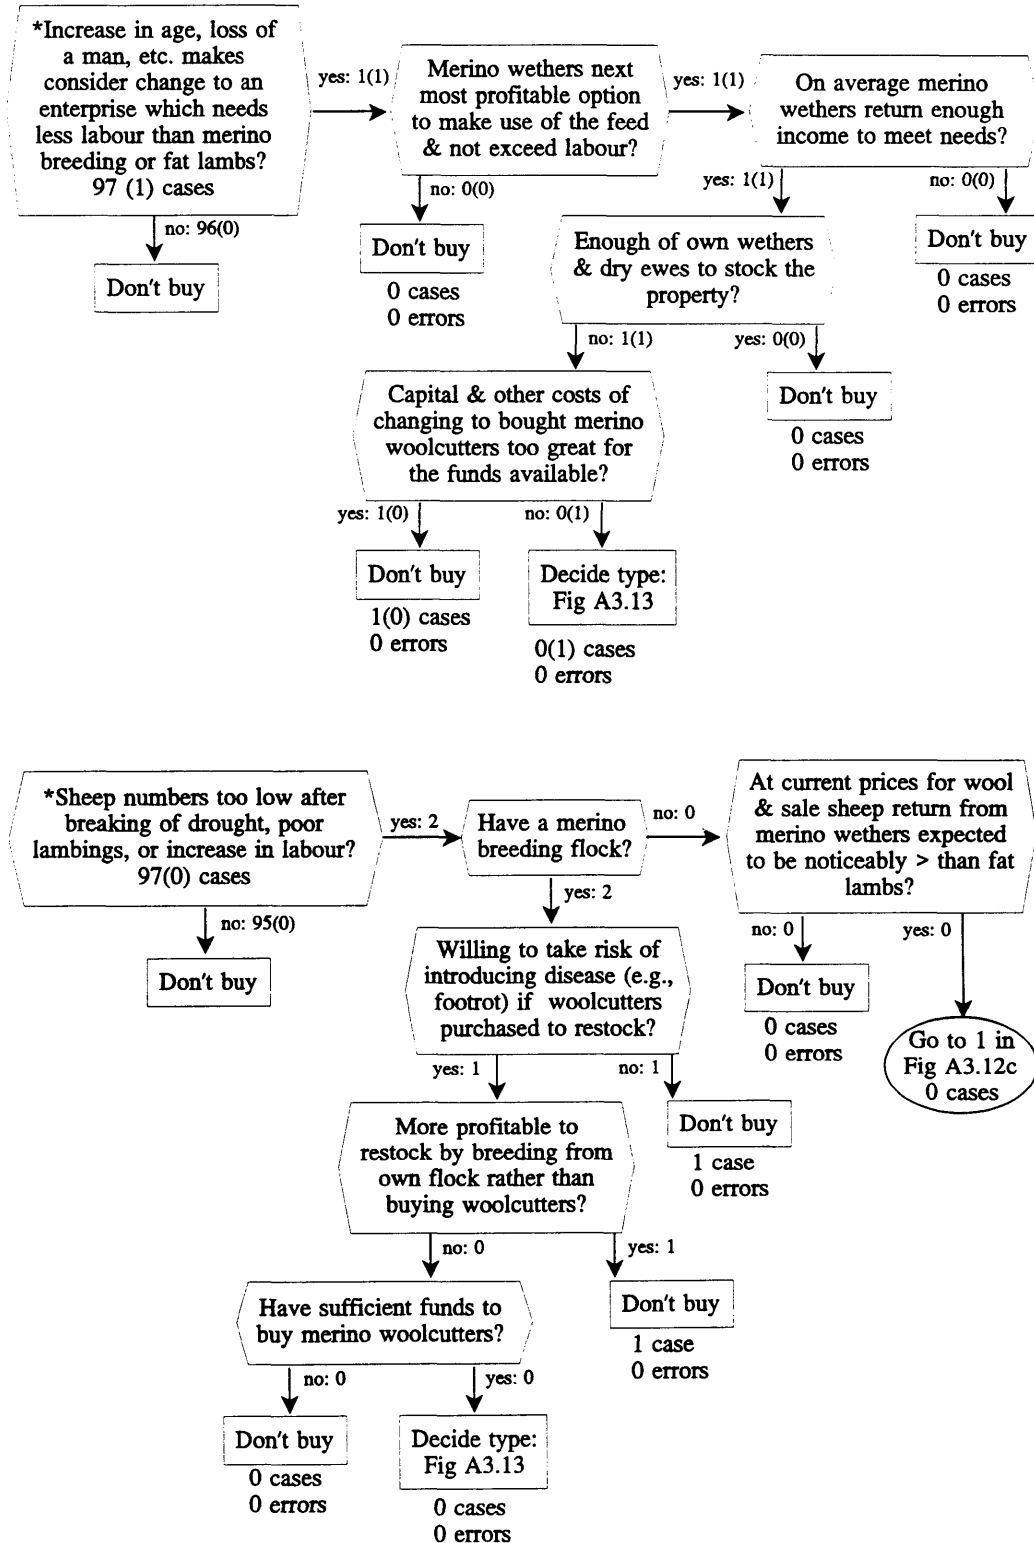 *Increase in age, loss of
a man, etc. makes
consider change to an
enterprise which needs
less labour than merino
breeding or fat lambs?
97 (1) cases
yes: 1(1)
Merino wethers next
most profitable option
to make use of the feed
& not exceed labour?
yes: 1(1)
On average merino
wethers return enough
income to meet needs?
no: 96(0)
Don't buy
no: 0(0)
Don't buy
0 cases
0 errors
yes: 1(1)
no: 0(0)
Don't buy
0 cases
0 errors
Enough of own wethers
& dry ewes to stock the
property?
no: 1(1)
yes: 0(0)
Don't buy
0 cases
0 errors
Capital & other costs of
changing to bought merino
woolcutters too great for
the funds available?
yes: 1(0)
no: 0(1)
Don't buy
1(0) cases
0 errors
Decide type:
Fig A3.13
0(1) cases
0 errors
*Sheep numbers too low after
breaking of drought, poor
lambings, or increase in labour?
97(0) cases
yes: 2
Have a merino
breeding flock?
no: 0
At current prices for wool
& sale sheep return from
merino wethers expected
to be noticeably > than fat
lambs?
no: 95(0)
Don't buy
yes: 2
no: 0
yes: 0
Don't buy
0 cases
0 errors
Go to 1 in
Fig A3.12c
0 cases
Willing to take risk of
introducing disease (e.g.,
footrot) if woolcutters
purchased to restock?
yes: 1
no: 1
Don't buy
1 case
0 errors
More profitable to
restock by breeding from
own flock rather than
buying woolcutters?
no: 0
yes: 1
Don't buy
1 case
0 errors
Have sufficient funds to
buy merino woolcutters?
no: 0
yes: 0
Don't buy
0 cases
0 errors
Decide type:
Fig A3.13
0 cases
0 errors